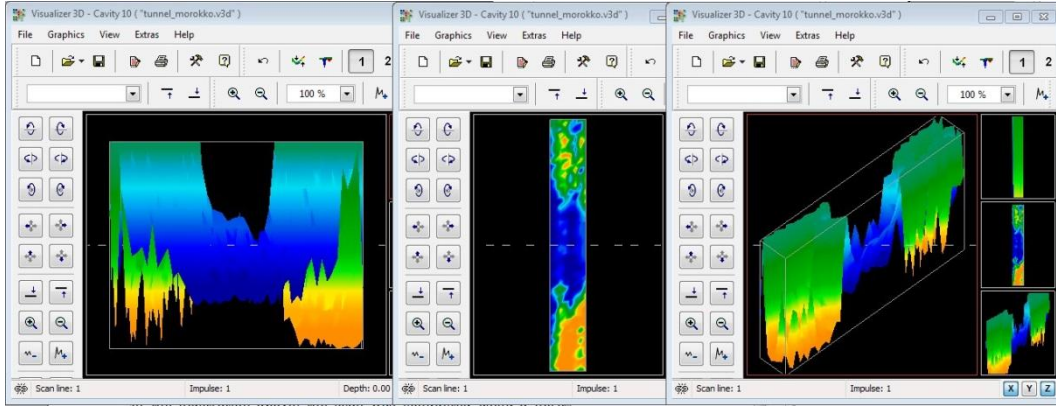 Visualizer 3D - Cavity 10 ( "tunnel_morokko.v3d" )
File Graphics View Extras Help
1 2
100 %
Scan line: 1 Impulse: 1 Depth: 0.00
Visualizer 3D - Cavity 10 ( "tunnel_morokko.v3d" )
File Graphics View Extras Help
Scan line: 1
Visualizer 3D - Cavity 10 ( "tunnel_morokko.v3d" )
File Graphics View Extras Help
1 2
100 %
Scan line: 1 Impulse: 1 X Y Z